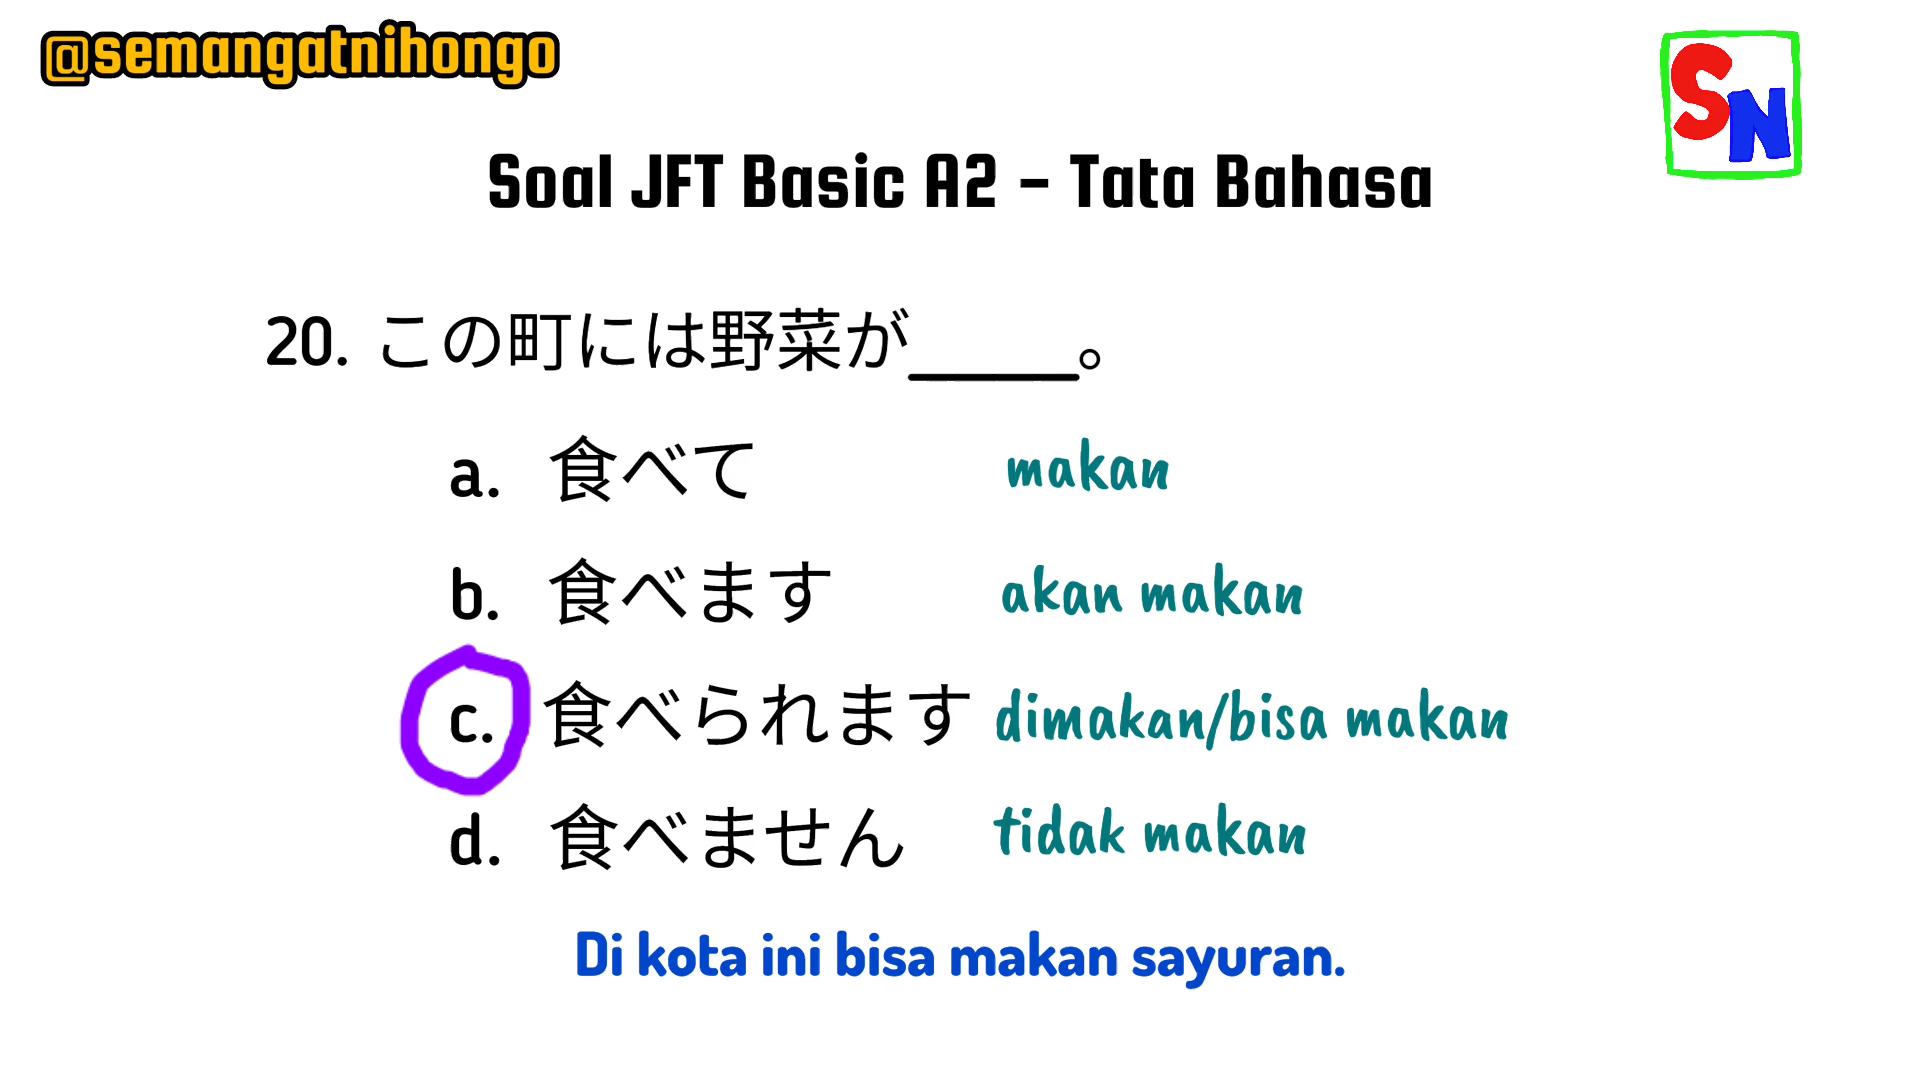 @semangatnihongo
SN
Soal JFT Basic A2 – Tata Bahasa
20. この町には野菜が_____。
a. 食べて makan
b. 食べます akan makan
c. 食べられます dimakan/bisa makan
d. 食べません tidak makan
Di kota ini bisa makan sayuran.